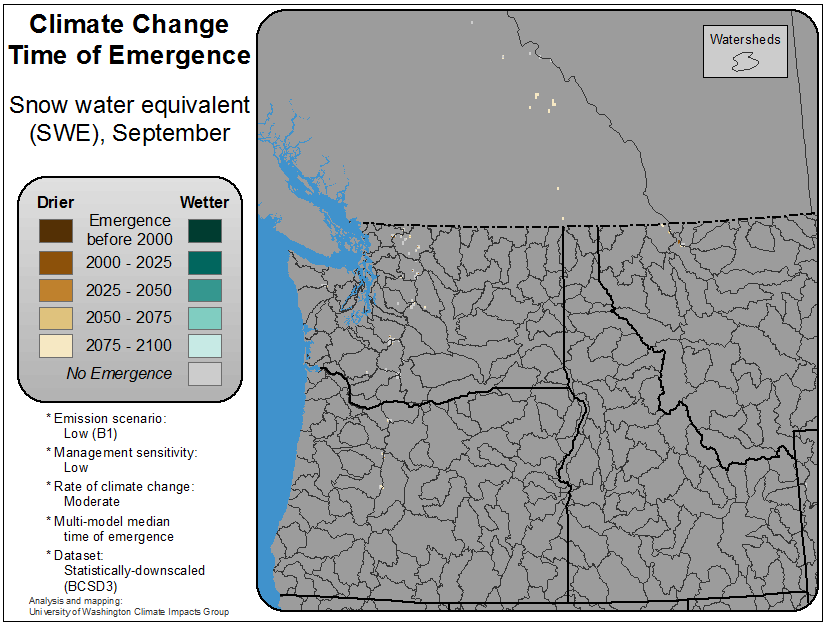 Climate Change
Time of Emergence
Snow water equivalent
(SWE), September
Drier
Wetter
Emergence
before 2000
2000 - 2025
2025 - 2050
2050 - 2075
2075 - 2100
No Emergence
* Emission scenario:
Low (B1)
* Management sensitivity:
Low
* Rate of climate change:
Moderate
* Multi-model median
time of emergence
* Dataset:
Statistically-downscaled
(BCSD3)
Analysis and mapping:
University of Washington Climate Impacts Group
Watersheds